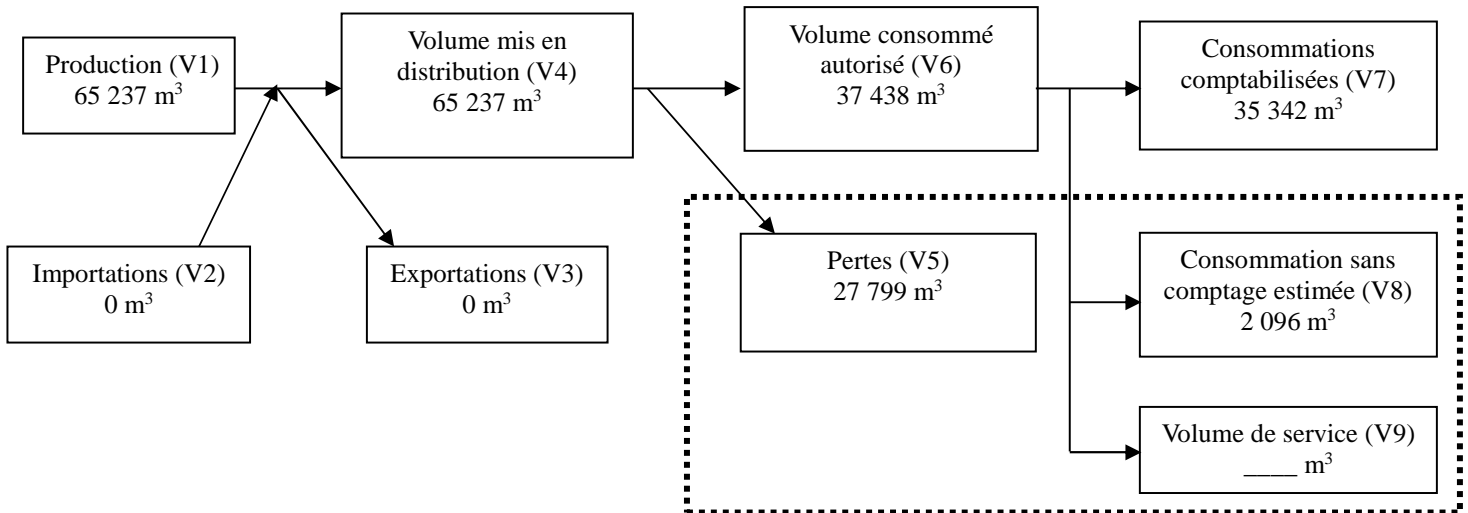 Production (V1)
65 237 m³
Volume mis en
distribution (V4)
65 237 m³
Volume consommé
autorisé (V6)
37 438 m³
Consommations
comptabilisées (V7)
35 342 m³
Importations (V2)
0 m³
Exportations (V3)
0 m³
Pertes (V5)
27 799 m³
Consommation sans
comptage estimée (V8)
2 096 m³
Volume de service (V9)
____ m³